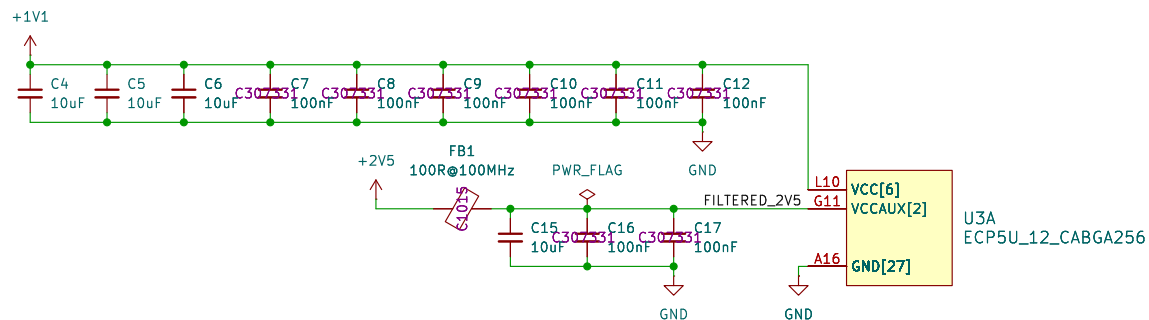 +1V1
C4
10uF
C5
10uF
C6
10uF
C307331
C7
100nF
C307331
C8
100nF
C307331
C9
100nF
C307331
C10
100nF
C307331
C11
100nF
C307331
C12
100nF
GND
+2V5
FB1
100R@100MHz
C1015
PWR_FLAG
FILTERED_2V5
C15
10uF
C307331
C16
100nF
C307331
C17
100nF
GND
L10
VCC[6]
G11
VCCAUX[2]
A16
GND[27]
GND
U3A
ECP5U_12_CABGA256